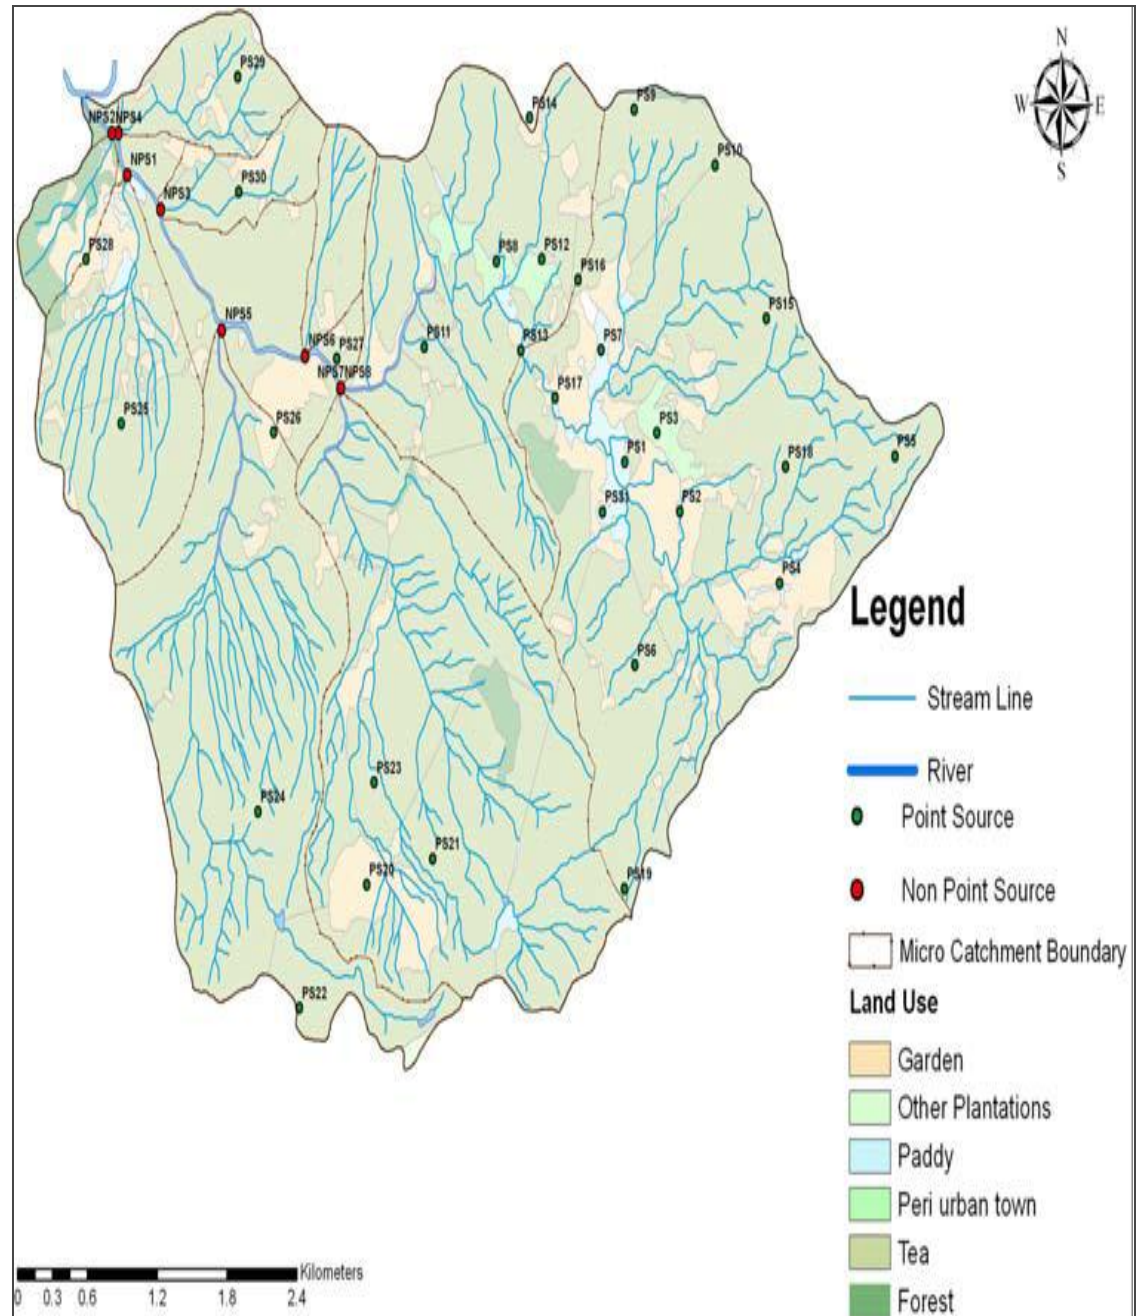 N
W E
S
PS29
PS14
PS9
NPS2NPS4
PS10
NPS1
PS30
NPS3
PS28
PS8
PS12
PS16
PS15
NPS5
PS11
PS13
PS7
NPS6
PS27
NPS7NPS8
PS17
PS25
PS26
PS3
PS5
PS1
PS18
PS31
PS2
PS4
PS6
PS23
PS24
PS21
PS20
PS19
PS22
Legend
Stream Line
River
Point Source
Non Point Source
Micro Catchment Boundary
Land Use
Garden
Other Plantations
Paddy
Peri urban town
Tea
Forest
Kilometers
0 0.3 0.6 1.2 1.8 2.4